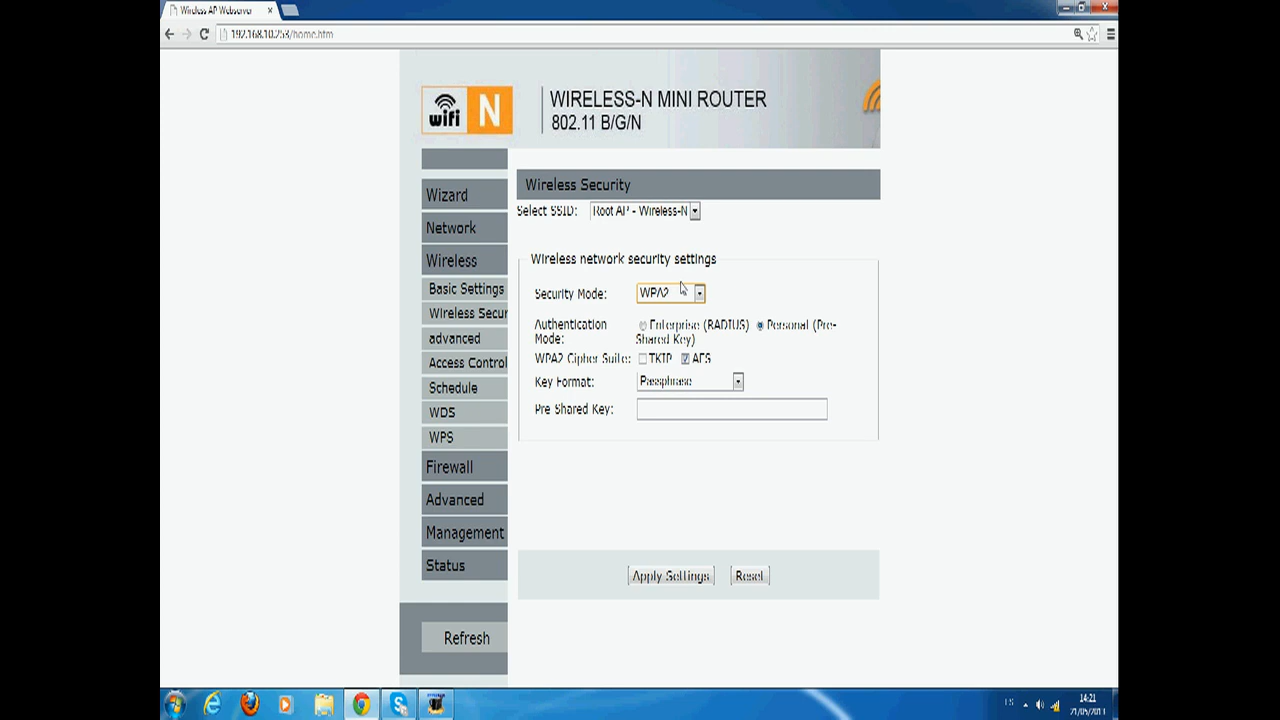 Wireless AP Webserver
192.168.10.253/home.htm
wifi N
WIRELESS-N MINI ROUTER
802.11 B/G/N
Wizard
Network
Wireless
Basic Settings
Wireless Secur
advanced
Access Control
Schedule
WDS
WPS
Firewall
Advanced
Management
Status
Refresh
Wireless Security
Select SSID: Root AP - Wireless-N
Wireless network security settings
Security Mode: WPA2
Authentication Mode: Enterprise (RADIUS) Personal (Pre-
Shared Key)
WPA2 Cipher Suite: TKIP AES
Key Format: Passphrase
Pre Shared Key:
Apply Settings Reset
14:21